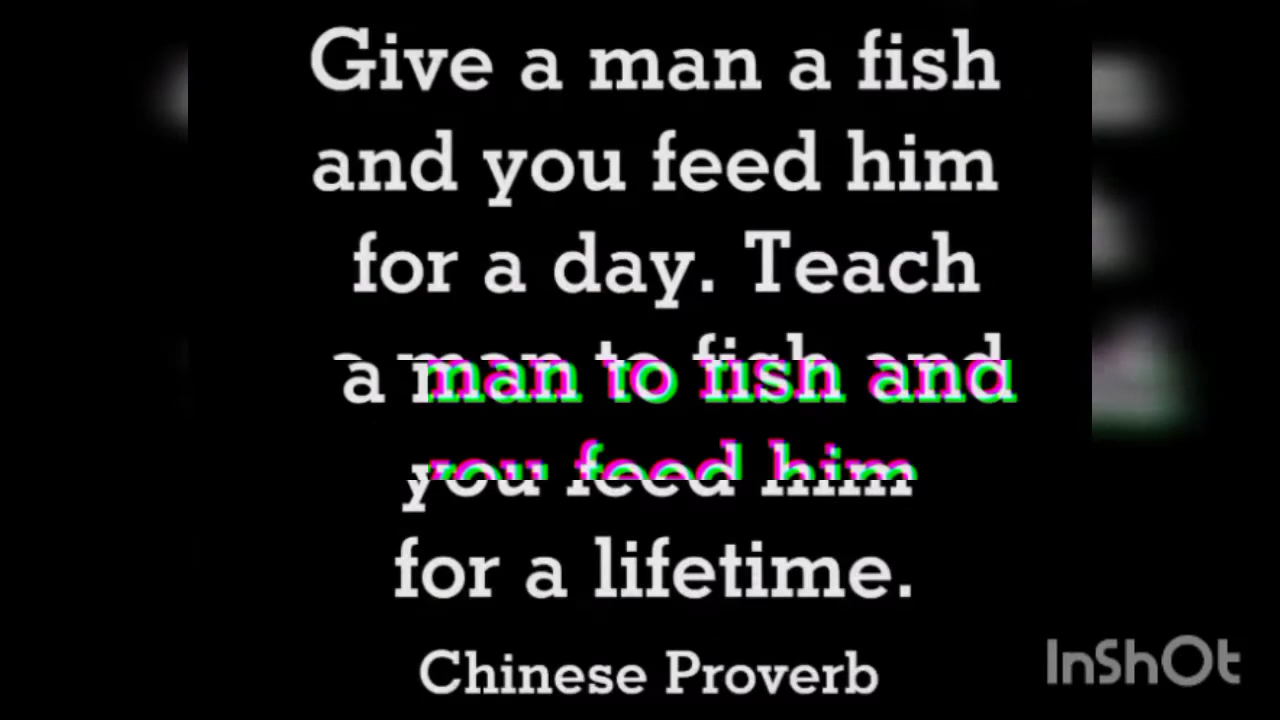 Give a man a fish
and you feed him
for a day. Teach
a man to fish and
you feed him
for a lifetime.
Chinese Proverb
InShOt